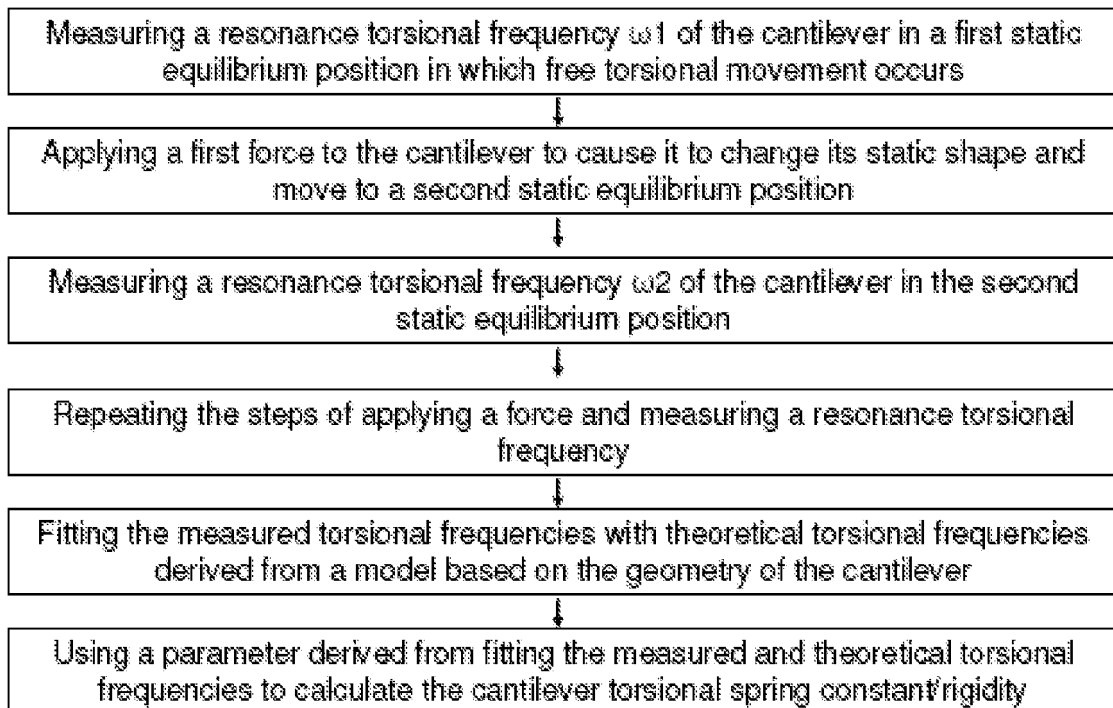 Measuring a resonance torsional frequency ω1 of the cantilever in a first static
equilibrium position in which free torsional movement occurs
Applying a first force to the cantilever to cause it to change its static shape and
move to a second static equilibrium position
Measuring a resonance torsional frequency ω2 of the cantilever in the second
static equilibrium position
Repeating the steps of applying a force and measuring a resonance torsional
frequency
Fitting the measured torsional frequencies with theoretical torsional frequencies
derived from a model based on the geometry of the cantilever
Using a parameter derived from fitting the measured and theoretical torsional
frequencies to calculate the cantilever torsional spring constant/rigidity